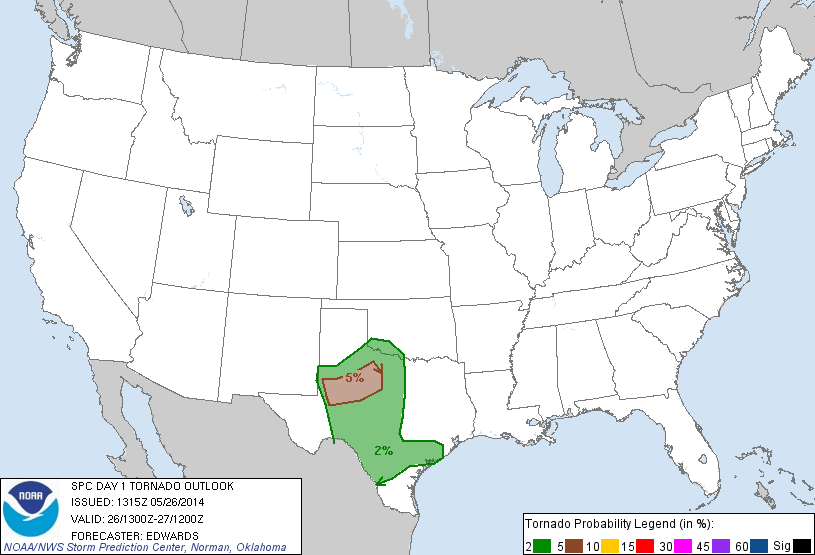 5%
2%
NOAA
SPC DAY 1 TORNADO OUTLOOK
ISSUED: 1315Z 05/26/2014
VALID: 26/1300Z-27/1200Z
FORECASTER: EDWARDS
NOAA/NWS Storm Prediction Center, Norman, Oklahoma
Tornado Probability Legend (in %):
2 5 10 15 30 45 60 Sig